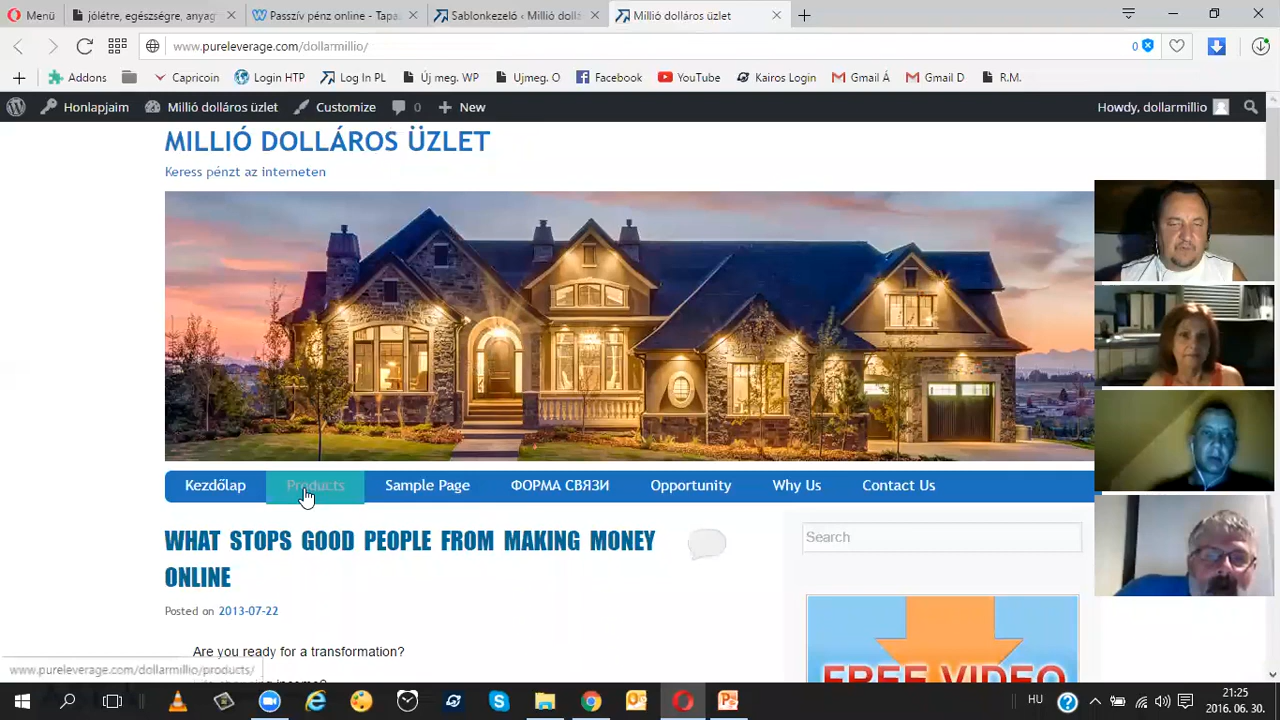 Menü
jólétre, egészségre, anyag
Passzív pénz online - Tapa
Sablonkezelő ‹ Millió doll
Millió dolláros üzlet
www.pureleverage.com/dollarmillio/
0
Addons
Capricoin
Login HTP
Log In PL
Új meg. WP
Ujmeg. O
Facebook
YouTube
Kairos Login
Gmail Á
Gmail D
R.M.
Honlapjaim
Millió dolláros üzlet
Customize
0
New
Howdy, dollarmillio
MILLIÓ DOLLÁROS ÜZLET
Keress pénzt az interneten
Kezdőlap
Products
Sample Page
ФОРМА СВЯЗИ
Opportunity
Why Us
Contact Us
WHAT STOPS GOOD PEOPLE FROM MAKING MONEY
ONLINE
Search
Posted on 2013-07-22
Are you ready for a transformation?
FREE VIDEO
www.pureleverage.com/dollarmillio/products/
HU
21:25
2016. 06. 30.